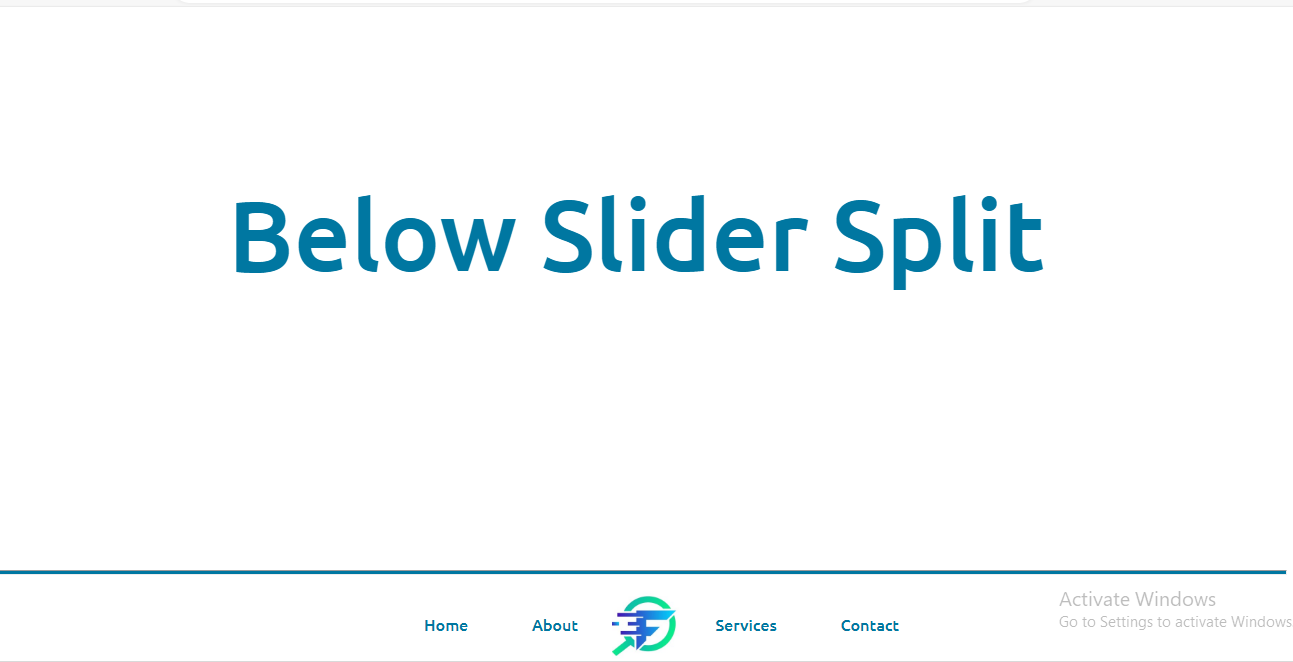 Below Slider Split
Home About Services Contact
Activate Windows
Go to Settings to activate Windows